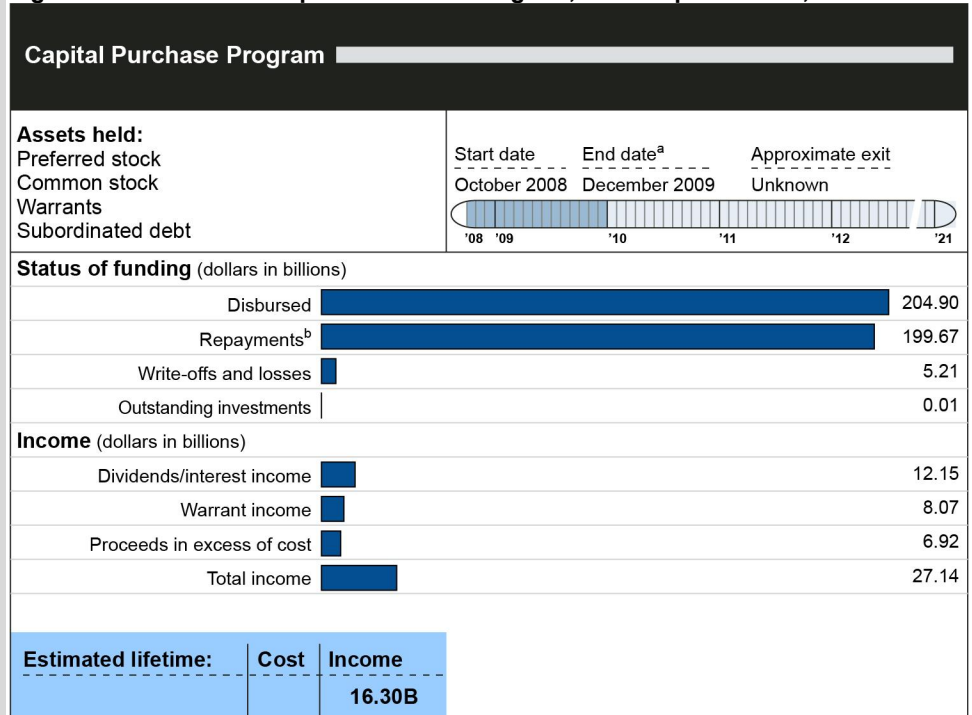 Capital Purchase Program
Assets held:
Preferred stock
Common stock
Warrants
Subordinated debt
Start date End dateᵃ Approximate exit
October 2008 December 2009 Unknown
'08 '09 '10 '11 '12 '21
Status of funding (dollars in billions)
Disbursed 204.90
Repaymentsᵇ 199.67
Write-offs and losses 5.21
Outstanding investments 0.01
Income (dollars in billions)
Dividends/interest income 12.15
Warrant income 8.07
Proceeds in excess of cost 6.92
Total income 27.14
Estimated lifetime: Cost Income
16.30B